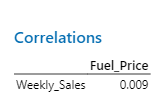 Correlations
Fuel_Price
Weekly_Sales 0.009